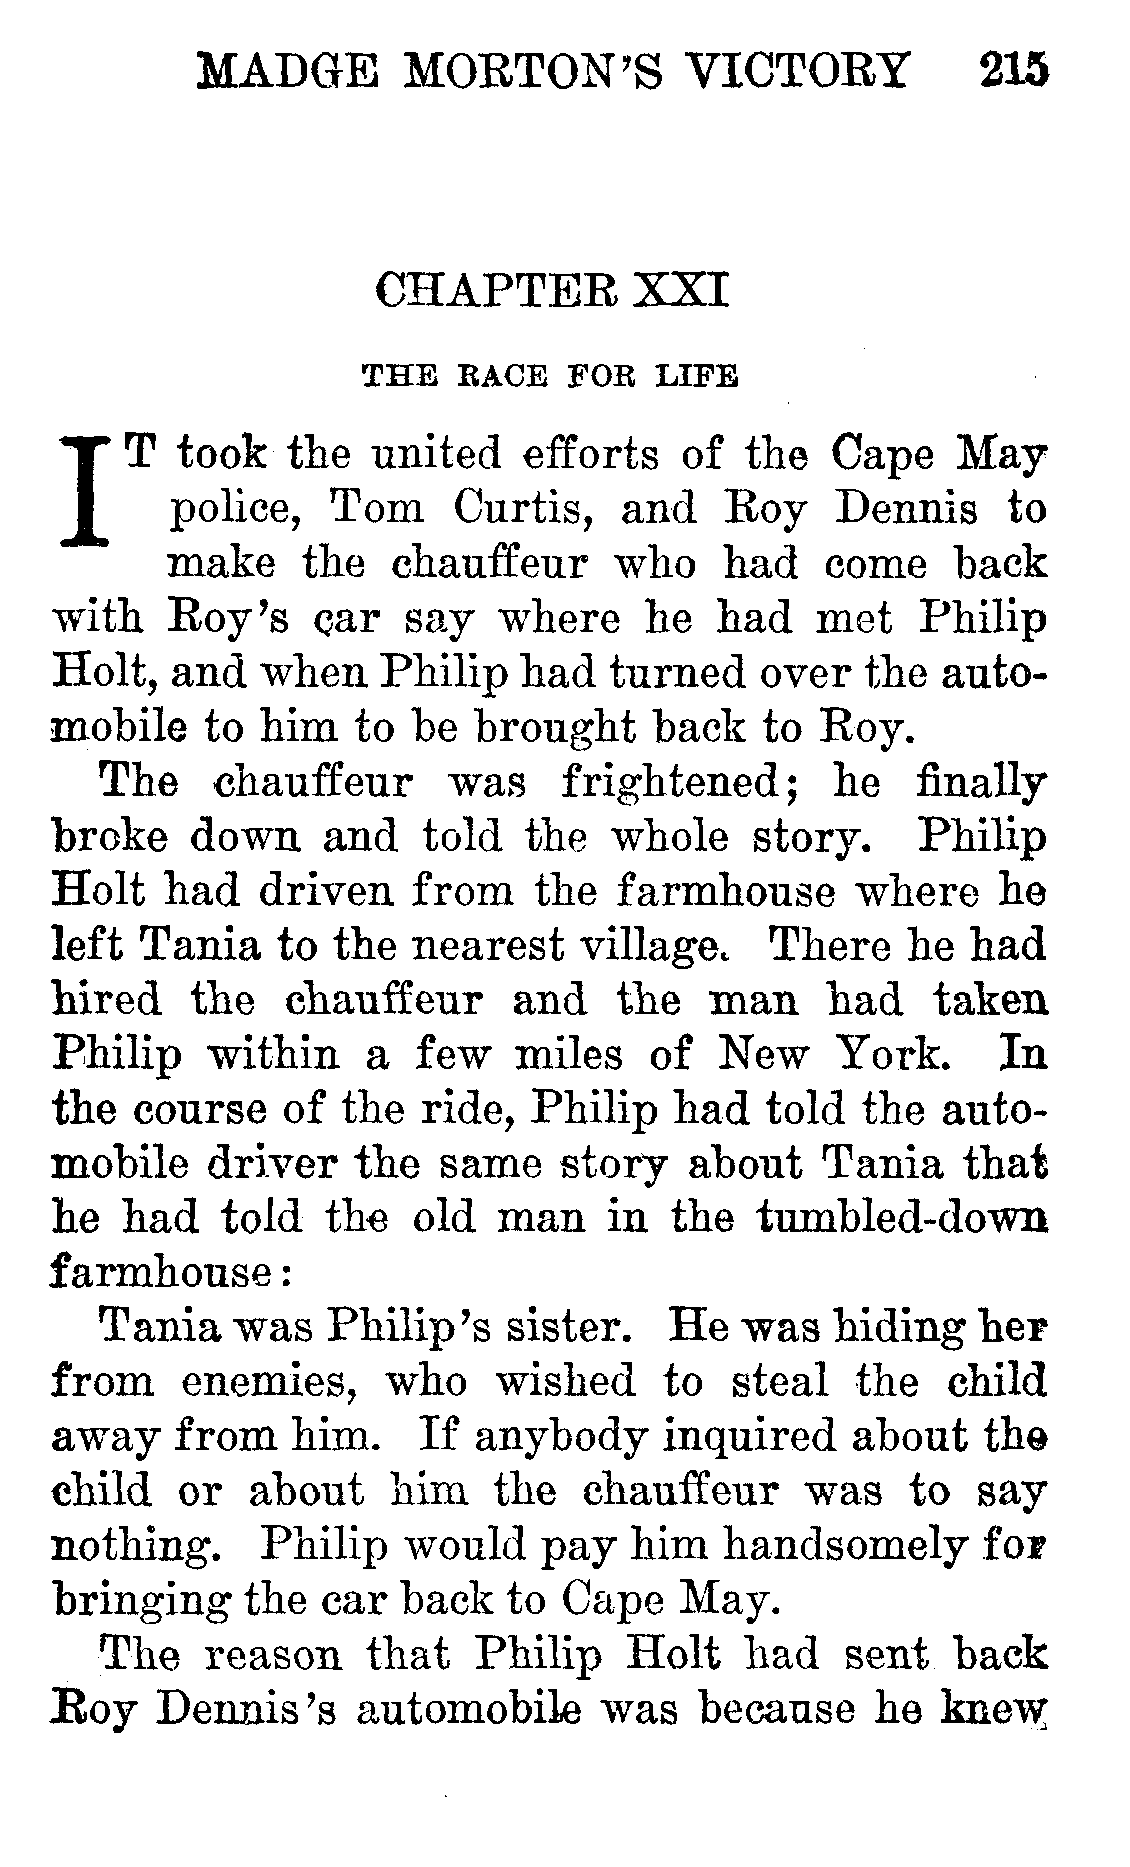 MADGE MORTON'S VICTORY 215
CHAPTER XXI
THE RACE FOR LIFE
IT took the united efforts of the Cape May
police, Tom Curtis, and Roy Dennis to
make the chauffeur who had come back
with Roy's car say where he had met Philip
Holt, and when Philip had turned over the auto-
mobile to him to be brought back to Roy.
The chauffeur was frightened; he finally
broke down and told the whole story. Philip
Holt had driven from the farmhouse where he
left Tania to the nearest village. There he had
hired the chauffeur and the man had taken
Philip within a few miles of New York. In
the course of the ride, Philip had told the auto-
mobile driver the same story about Tania that
he had told the old man in the tumbled-down
farmhouse:
Tania was Philip's sister. He was hiding her
from enemies, who wished to steal the child
away from him. If anybody inquired about the
child or about him the chauffeur was to say
nothing. Philip would pay him handsomely for
bringing the car back to Cape May.
The reason that Philip Holt had sent back
Roy Dennis's automobile was because he knew